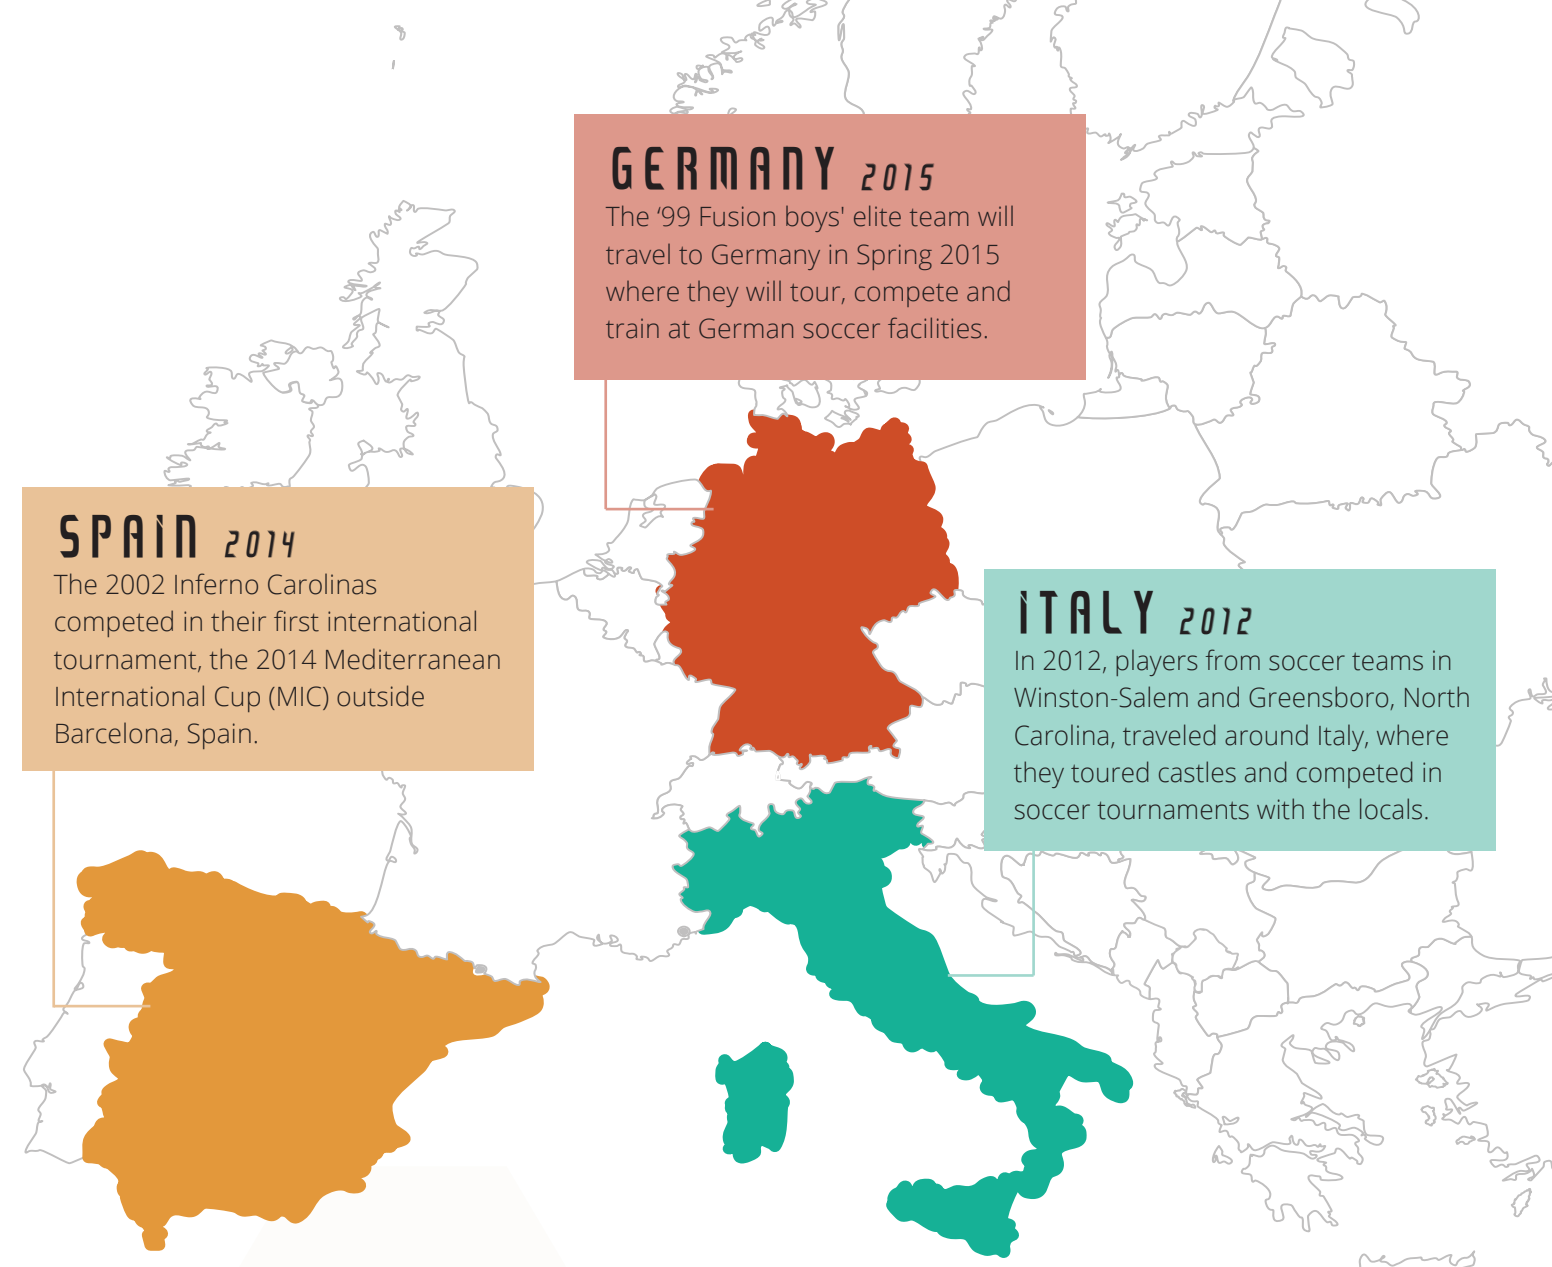 GERMANY 2015
The ‘99 Fusion boys' elite team will
travel to Germany in Spring 2015
where they will tour, compete and
train at German soccer facilities.
SPAIN 2014
The 2002 Inferno Carolinas
competed in their first international
tournament, the 2014 Mediterranean
International Cup (MIC) outside
Barcelona, Spain.
ITALY 2012
In 2012, players from soccer teams in
Winston-Salem and Greensboro, North
Carolina, traveled around Italy, where
they toured castles and competed in
soccer tournaments with the locals.